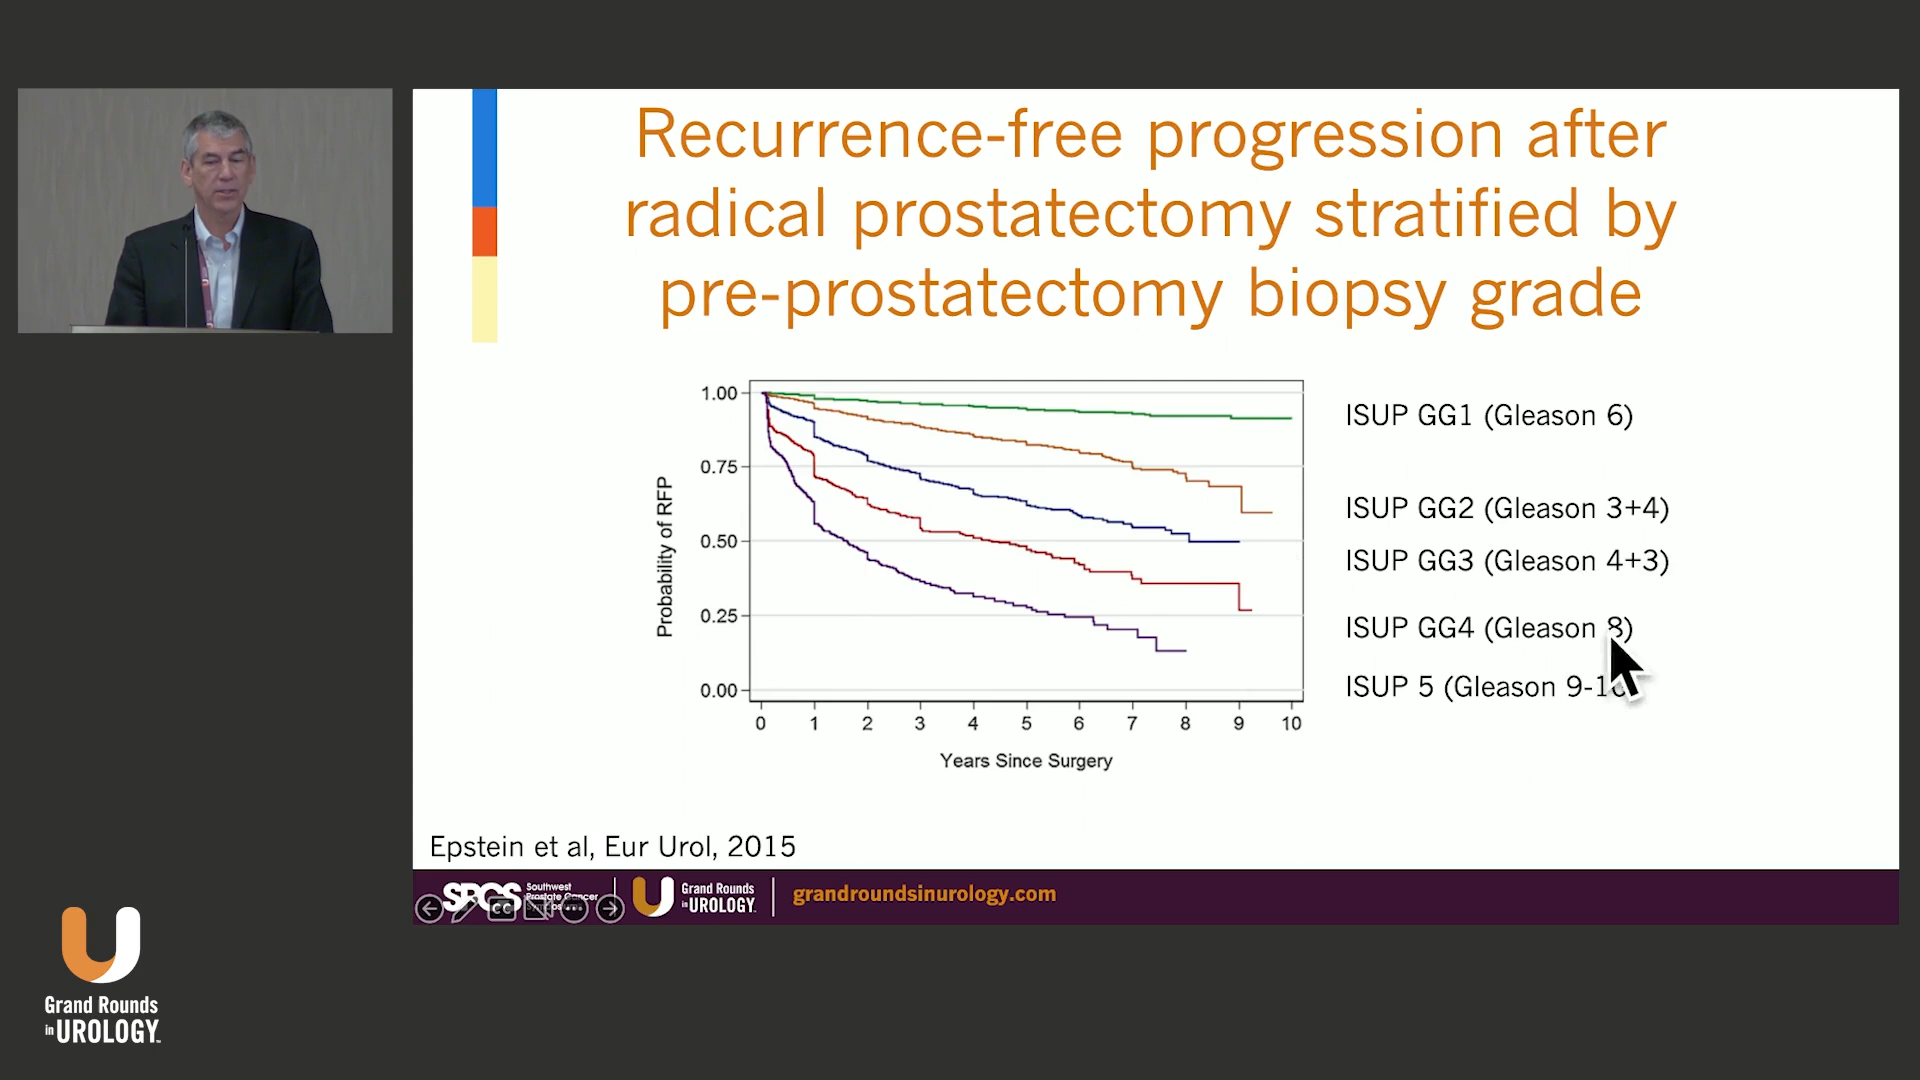 Recurrence-free progression after
radical prostatectomy stratified by
pre-prostatectomy biopsy grade
1.00
0.75
0.50
0.25
0.00
Probability of RFP
0 1 2 3 4 5 6 7 8 9 10
Years Since Surgery
ISUP GG1 (Gleason 6)
ISUP GG2 (Gleason 3+4)
ISUP GG3 (Gleason 4+3)
ISUP GG4 (Gleason 8)
ISUP 5 (Gleason
Epstein et al, Eur Urol, 2015
SPCS
Southwest
Prostate Cancer
Grand Rounds
in UROLOGY
grandroundsinurology.com
CC
Grand Rounds
in UROLOGY